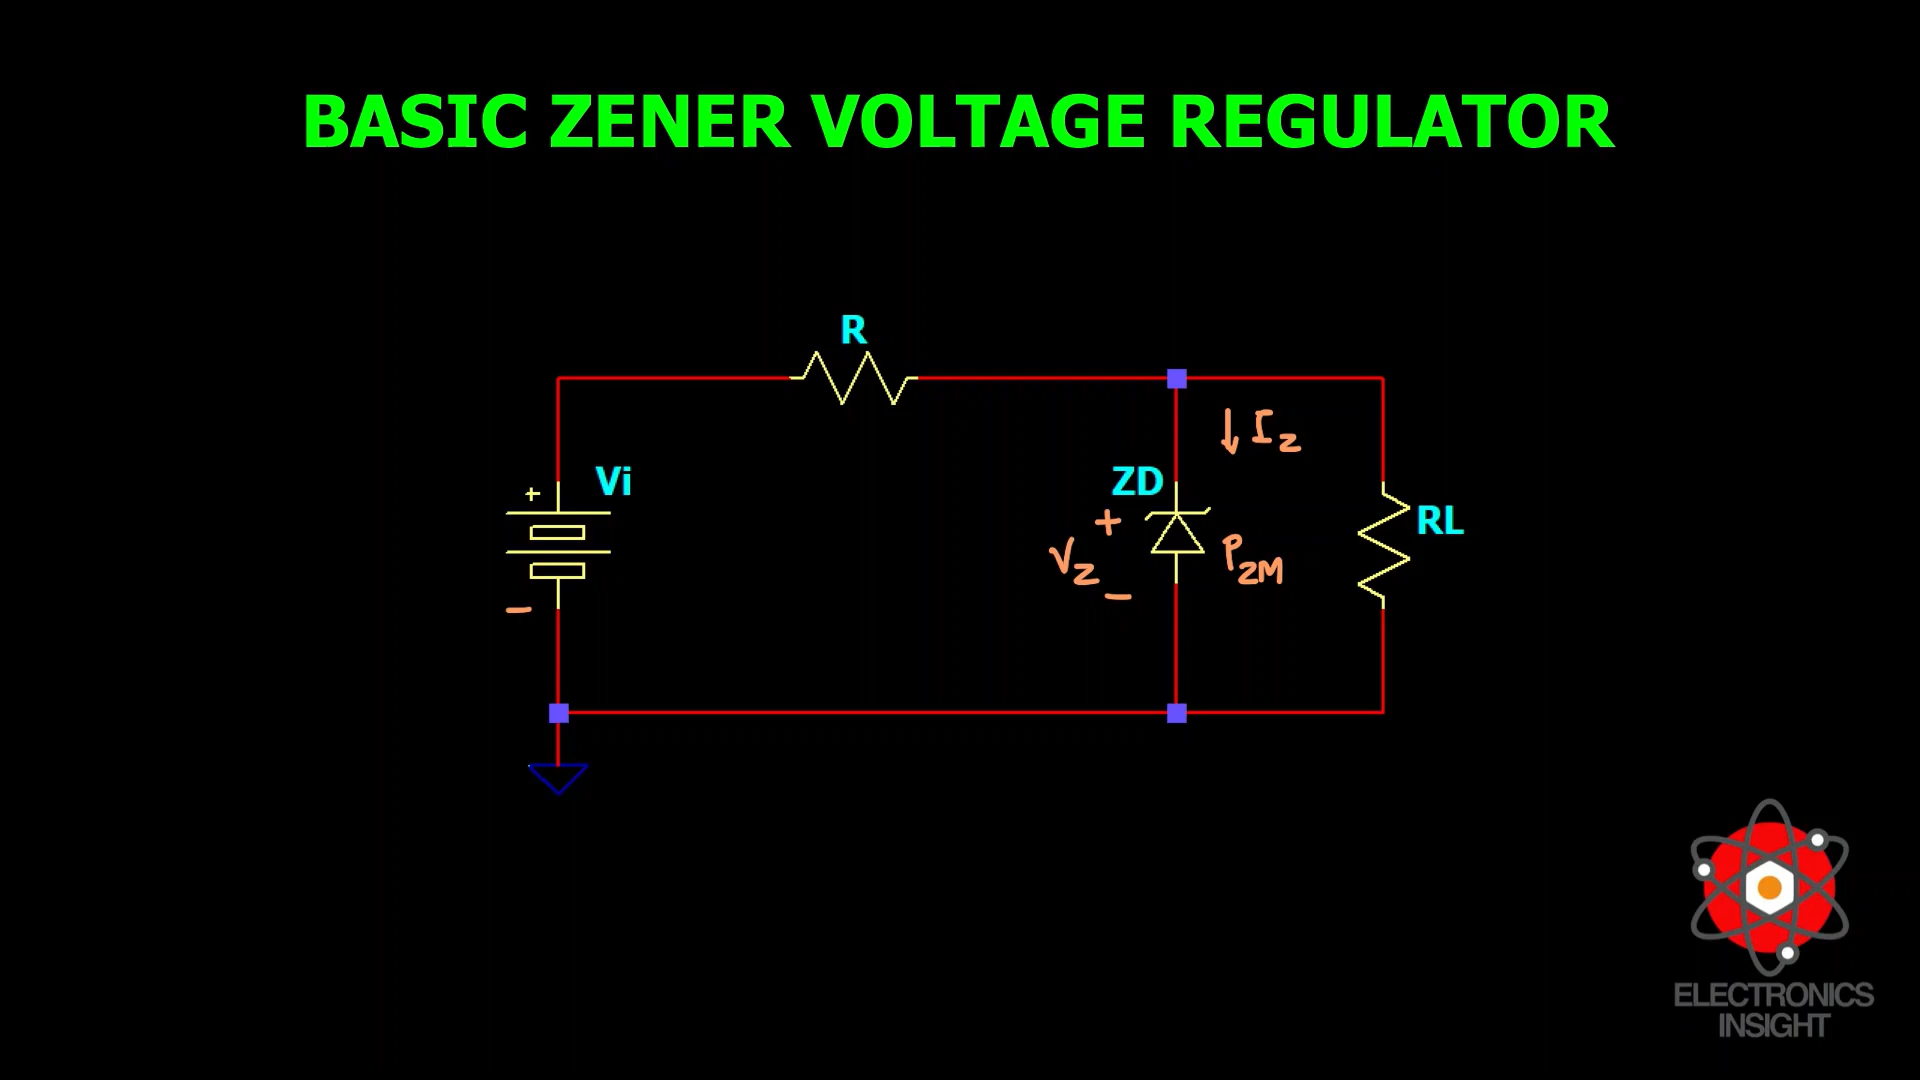 BASIC ZENER VOLTAGE REGULATOR
R
↓ Iz
Vi
ZD
+
+
Vz
PZM
RL
−
−
ELECTRONICS
INSIGHT